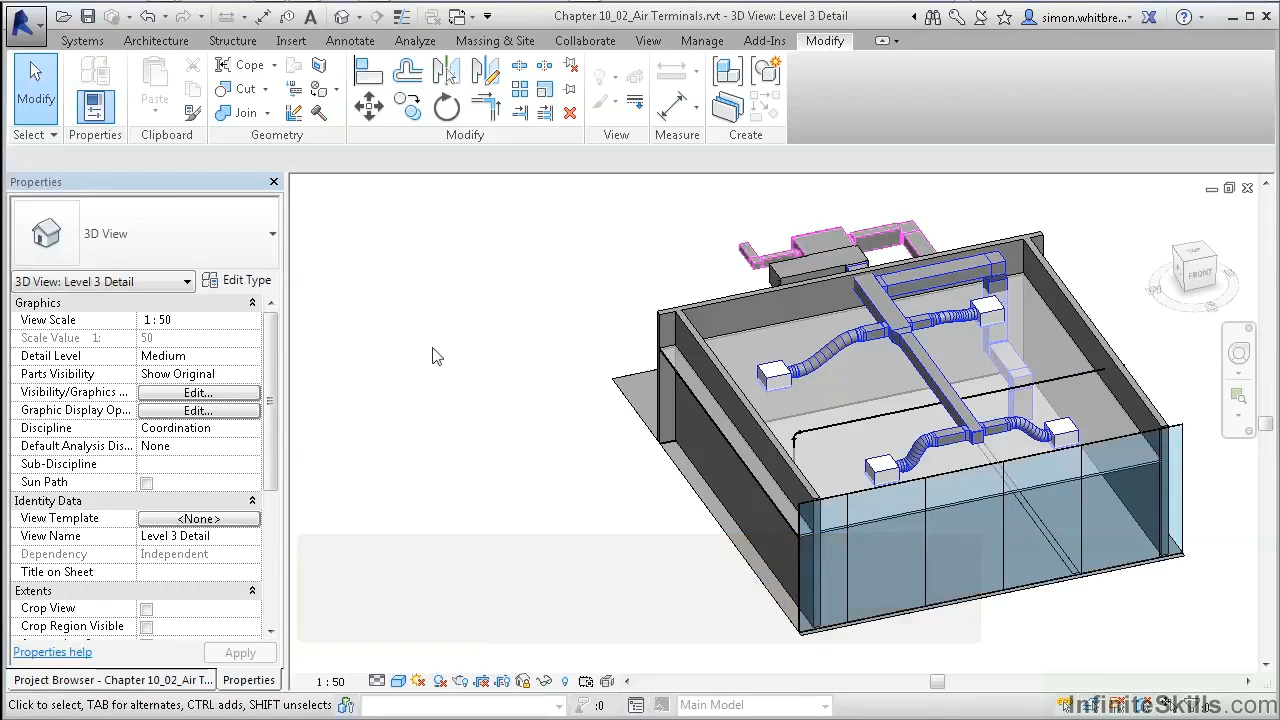 Chapter 10_02_Air Terminals.rvt - 3D View: Level 3 Detail
simon.whitbre...
Systems Architecture Structure Insert Annotate Analyze Massing & Site Collaborate View Manage Add-Ins Modify
Modify
Properties
Paste
Cope
Cut
Join
Select Properties Clipboard Geometry Modify View Measure Create
Properties
3D View
3D View: Level 3 Detail Edit Type
Graphics
View Scale 1 : 50
Scale Value 1: 50
Detail Level Medium
Parts Visibility Show Original
Visibility/Graphics ... Edit...
Graphic Display Op... Edit...
Discipline Coordination
Default Analysis Dis... None
Sub-Discipline
Sun Path
Identity Data
View Template <None>
View Name Level 3 Detail
Dependency Independent
Title on Sheet
Extents
Crop View
Crop Region Visible
Properties help Apply
Project Browser - Chapter 10_02_Air T... Properties
TOP
FRONT
1 : 50
Click to select, TAB for alternates, CTRL adds, SHIFT unselects
:0
Main Model
InfiniteSkills.com